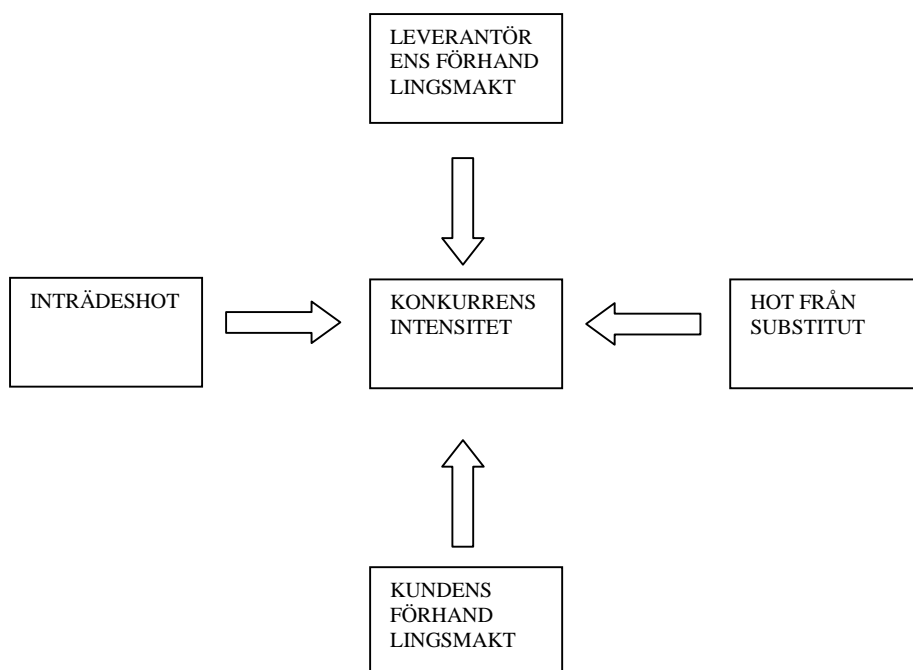 LEVERANTÖR
ENS FÖRHAND
LINGSMAKT
INTRÄDESHOT
KONKURRENS
INTENSITET
HOT FRÅN
SUBSTITUT
KUNDENS
FÖRHAND
LINGSMAKT